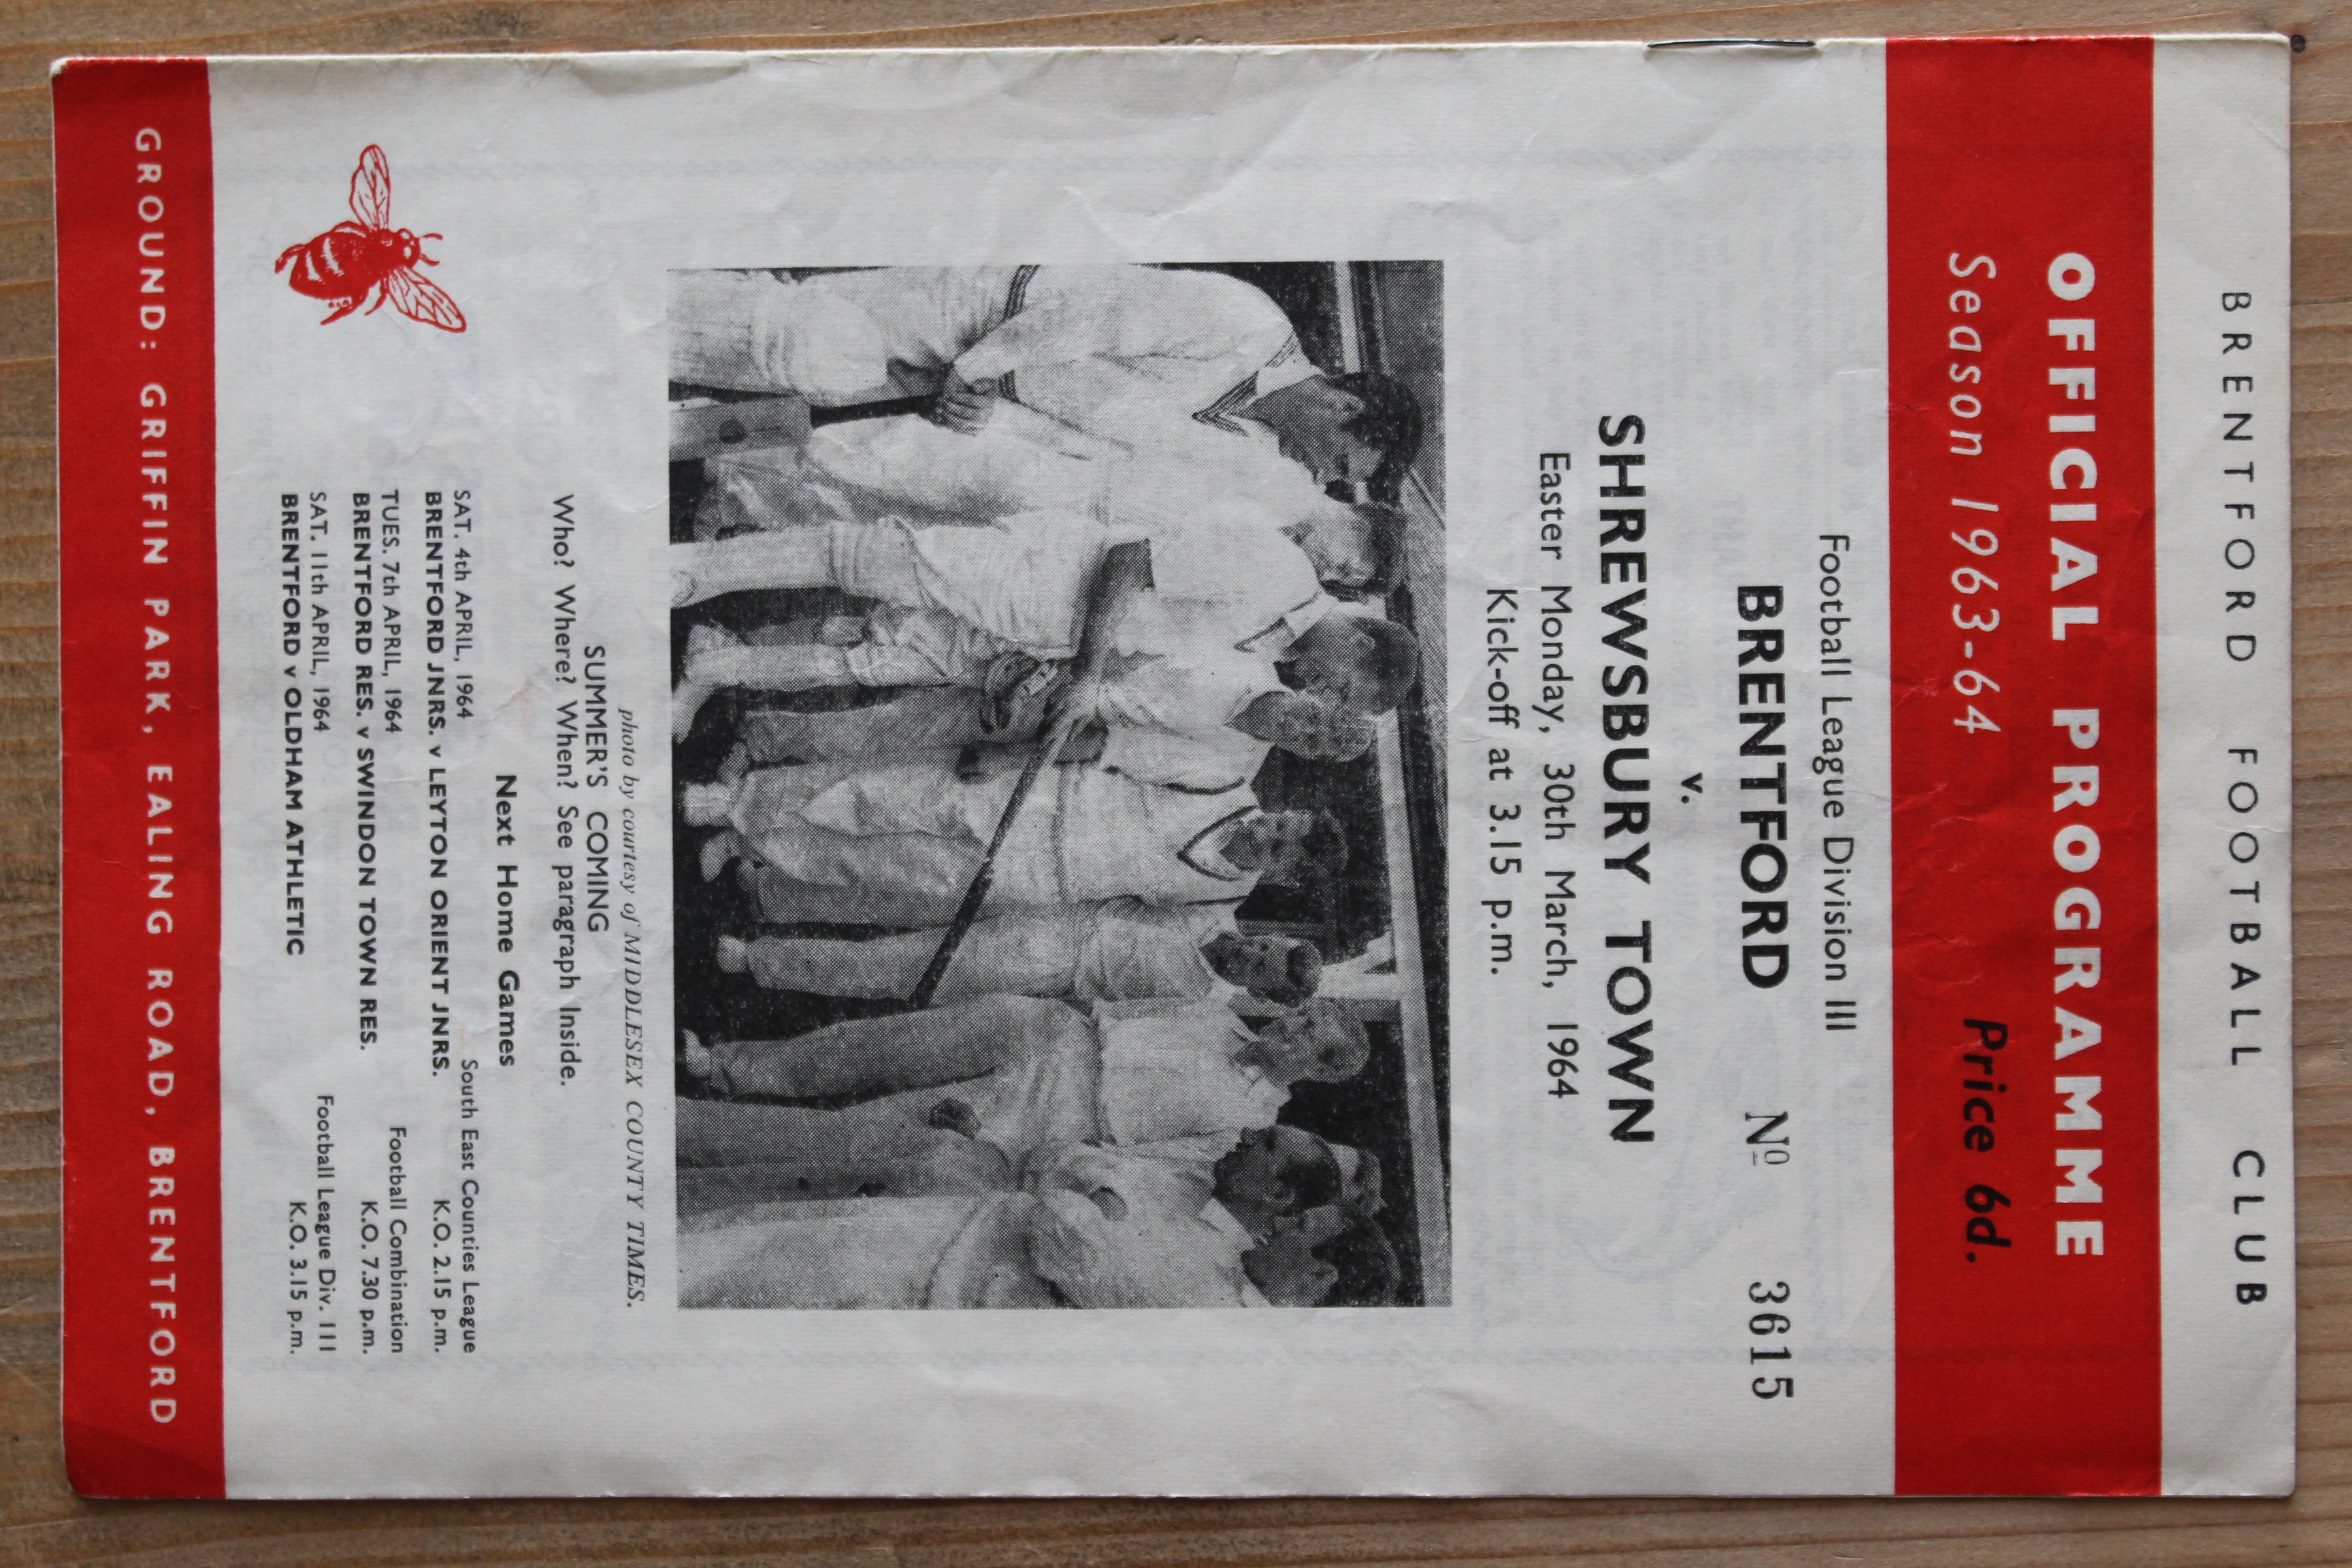 BRENTFORD FOOTBALL CLUB
OFFICIAL PROGRAMME
Season 1963-64 Price 6d.
Football League Division III
BRENTFORD Nº 3615
v.
SHREWSBURY TOWN
Easter Monday, 30th March, 1964
Kick-off at 3.15 p.m.
photo by courtesy of MIDDLESEX COUNTY TIMES.
SUMMER'S COMING
Who? Where? When? See paragraph Inside.
Next Home Games
SAT. 4th APRIL, 1964 South East Counties League
BRENTFORD JNRS. v LEYTON ORIENT JNRS. K.O. 2.15 p.m.
TUES. 7th APRIL, 1964 Football Combination
BRENTFORD RES. v SWINDON TOWN RES. K.O. 7.30 p.m.
SAT. 11th APRIL, 1964 Football League Div. 111
BRENTFORD v OLDHAM ATHLETIC K.O. 3.15 p.m.
GROUND: GRIFFIN PARK, EALING ROAD, BRENTFORD